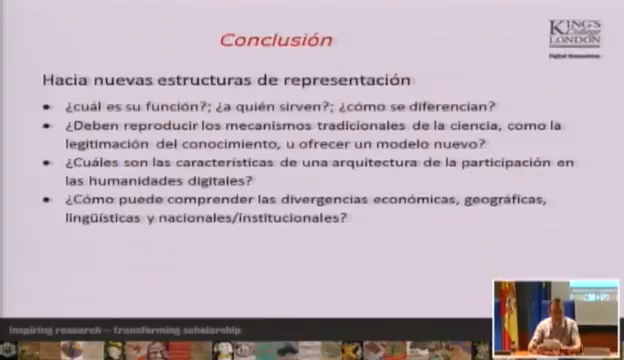 Conclusión
KING'S
College
LONDON
Digital Humanities
Hacia nuevas estructuras de representación
¿cuál es su función?; ¿a quién sirven?; ¿cómo se diferencian?
¿Deben reproducir los mecanismos tradicionales de la ciencia, como la
legitimación del conocimiento, u ofrecer un modelo nuevo?
¿Cuáles son las características de una arquitectura de la participación en
las humanidades digitales?
¿Cómo puede comprender las divergencias económicas, geográficas,
lingüísticas y nacionales/institucionales?
Inspiring research – transforming scholarship